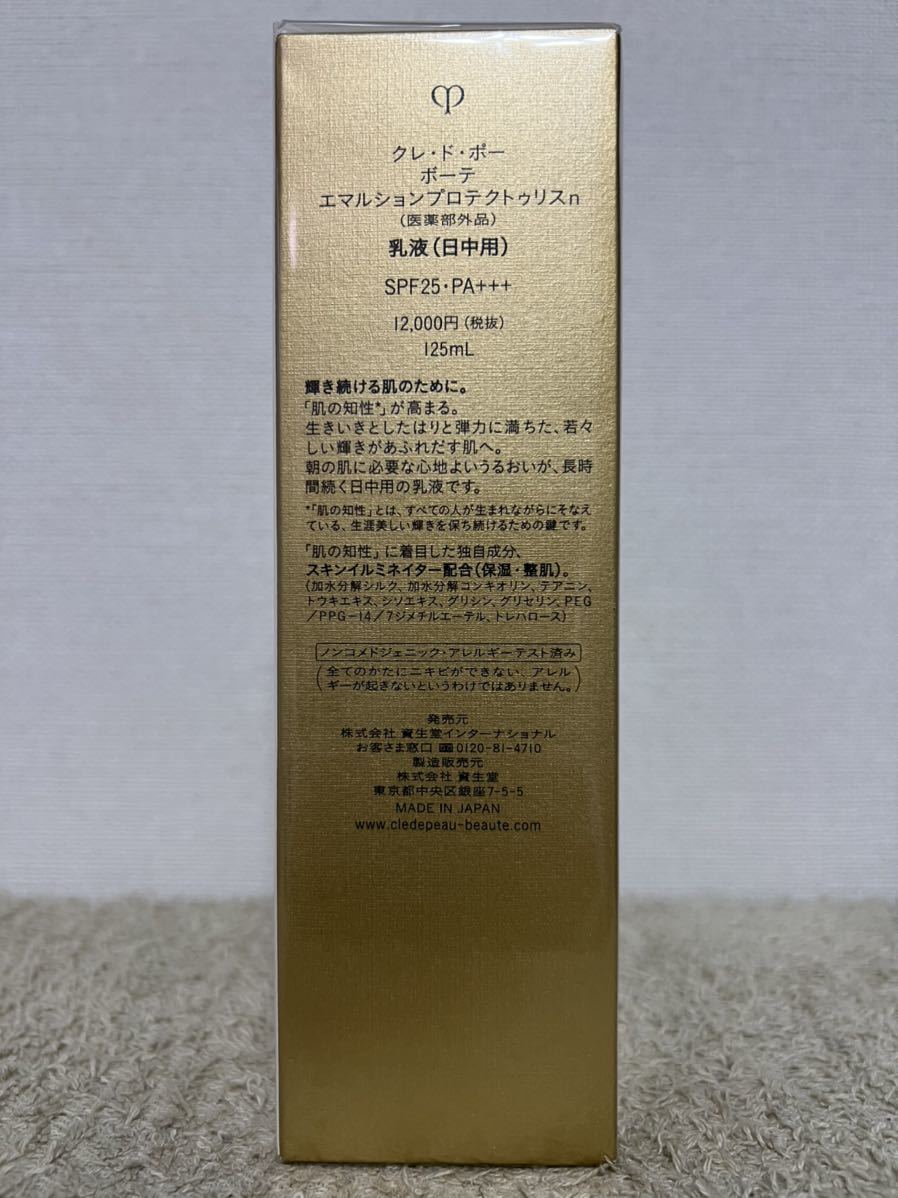 クレ・ド・ポー
ボーテ
エマルションプロテクトゥリスn
(医薬部外品)
乳液(日中用)
SPF25・PA+++
12,000円(税抜)
125mL
輝き続ける肌のために。
「肌の知性*」が高まる。
生きいきとしたはりと弾力に満ちた、若々
しい輝きがあふれだす肌へ。
朝の肌に必要な心地よいうるおいが、長時
間続く日中用の乳液です。
*「肌の知性」とは、すべての人が生まれながらにそなえ
ている、生涯美しい輝きを保ち続けるための鍵です。
「肌の知性」に着目した独自成分、
スキンイルミネイター配合(保湿・整肌)。
(加水分解シルク、加水分解コンキオリン、テアニン、
トウキエキス、シソエキス、グリシン、グリセリン、PEG
/PPG-14/7ジメチルエーテル、トレハロース)
ノンコメドジェニック・アレルギーテスト済み
(全てのかたにニキビができない、アレル
ギーが起きないというわけではありません。)
発売元
株式会社 資生堂インターナショナル
お客さま窓口 0120-81-4710
製造販売元
株式会社 資生堂
東京都中央区銀座7-5-5
MADE IN JAPAN
www.cledepeau-beaute.com